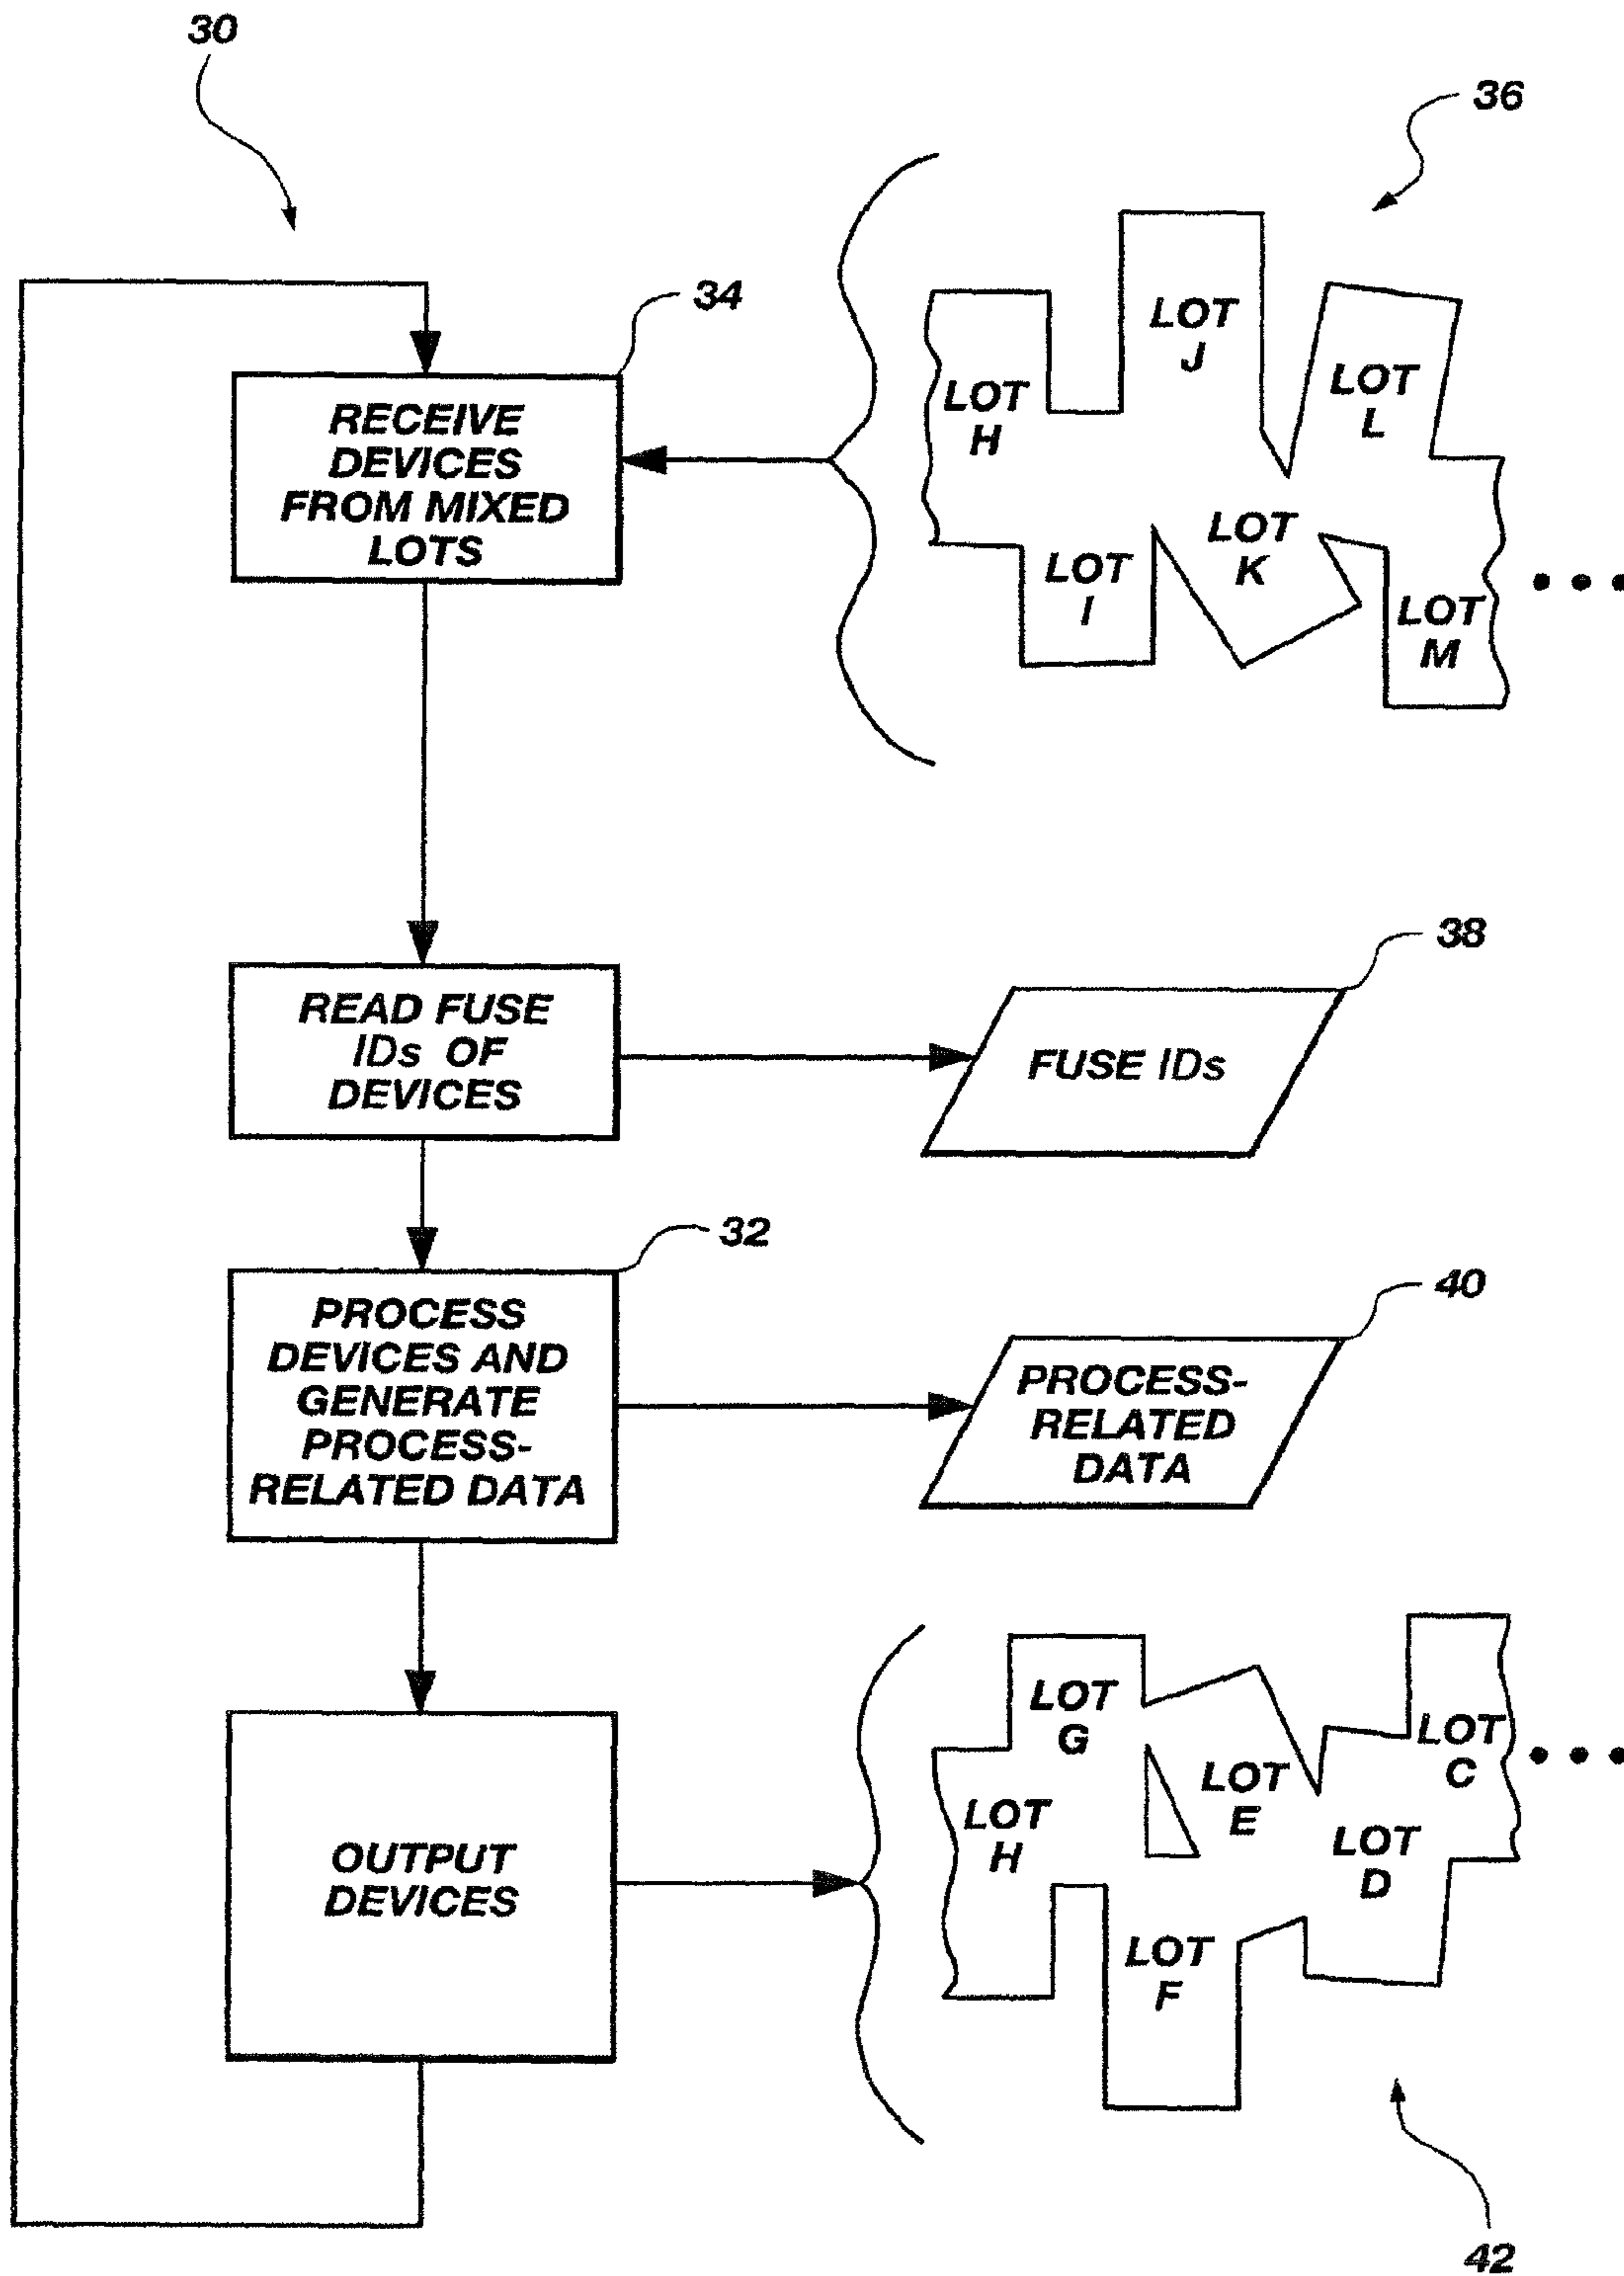 30
36
34
RECEIVE
DEVICES
FROM MIXED
LOTS
LOT
H
LOT
J
LOT
L
LOT
I
LOT
K
LOT
M
READ FUSE
IDs OF
DEVICES
38
FUSE IDs
32
PROCESS
DEVICES AND
GENERATE
PROCESS-
RELATED DATA
40
PROCESS-
RELATED
DATA
OUTPUT
DEVICES
LOT
G
LOT
H
LOT
E
LOT
F
LOT
D
LOT
C
42